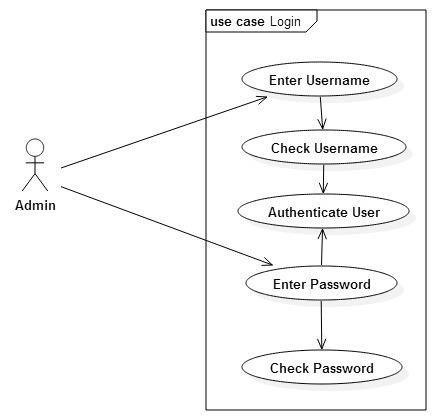 use case Login
Enter Username
Check Username
Admin
Authenticate User
Enter Password
Check Password